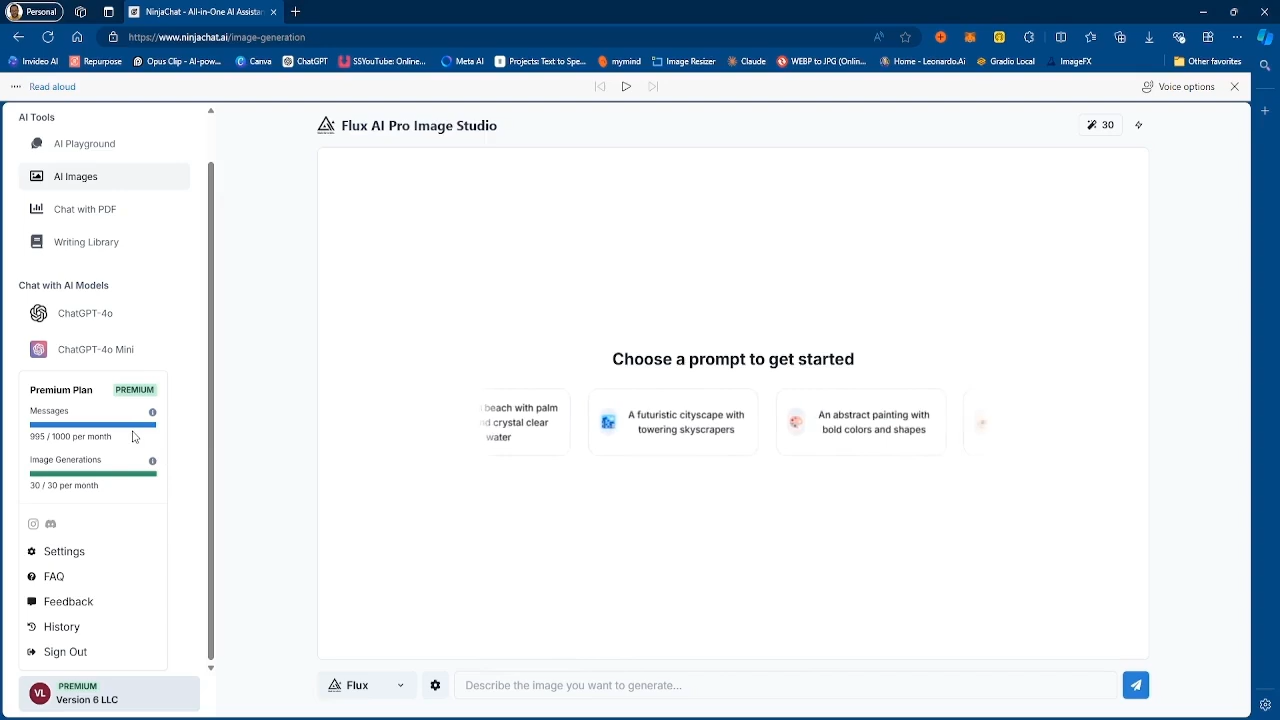 Personal
NinjaChat - All-in-One AI Assistan
https://www.ninjachat.ai/image-generation
Invideo AI
Repurpose
Opus Clip - AI-pow...
Canva
ChatGPT
SSYouTube: Online...
Meta AI
Projects: Text to Spe...
mymind
Image Resizer
Claude
WEBP to JPG (Onlin...
Home - Leonardo.Ai
Gradio Local
ImageFX
Other favorites
Read aloud
Voice options
AI Tools
AI Playground
AI Images
Chat with PDF
Writing Library
Chat with AI Models
ChatGPT-4o
ChatGPT-4o Mini
Premium Plan
PREMIUM
Messages
995 / 1000 per month
Image Generations
30 / 30 per month
Settings
FAQ
Feedback
History
Sign Out
VL
PREMIUM
Version 6 LLC
Flux AI Pro Image Studio
30
Choose a prompt to get started
beach with palm
nd crystal clear
water
A futuristic cityscape with
towering skyscrapers
An abstract painting with
bold colors and shapes
Flux
Describe the image you want to generate...